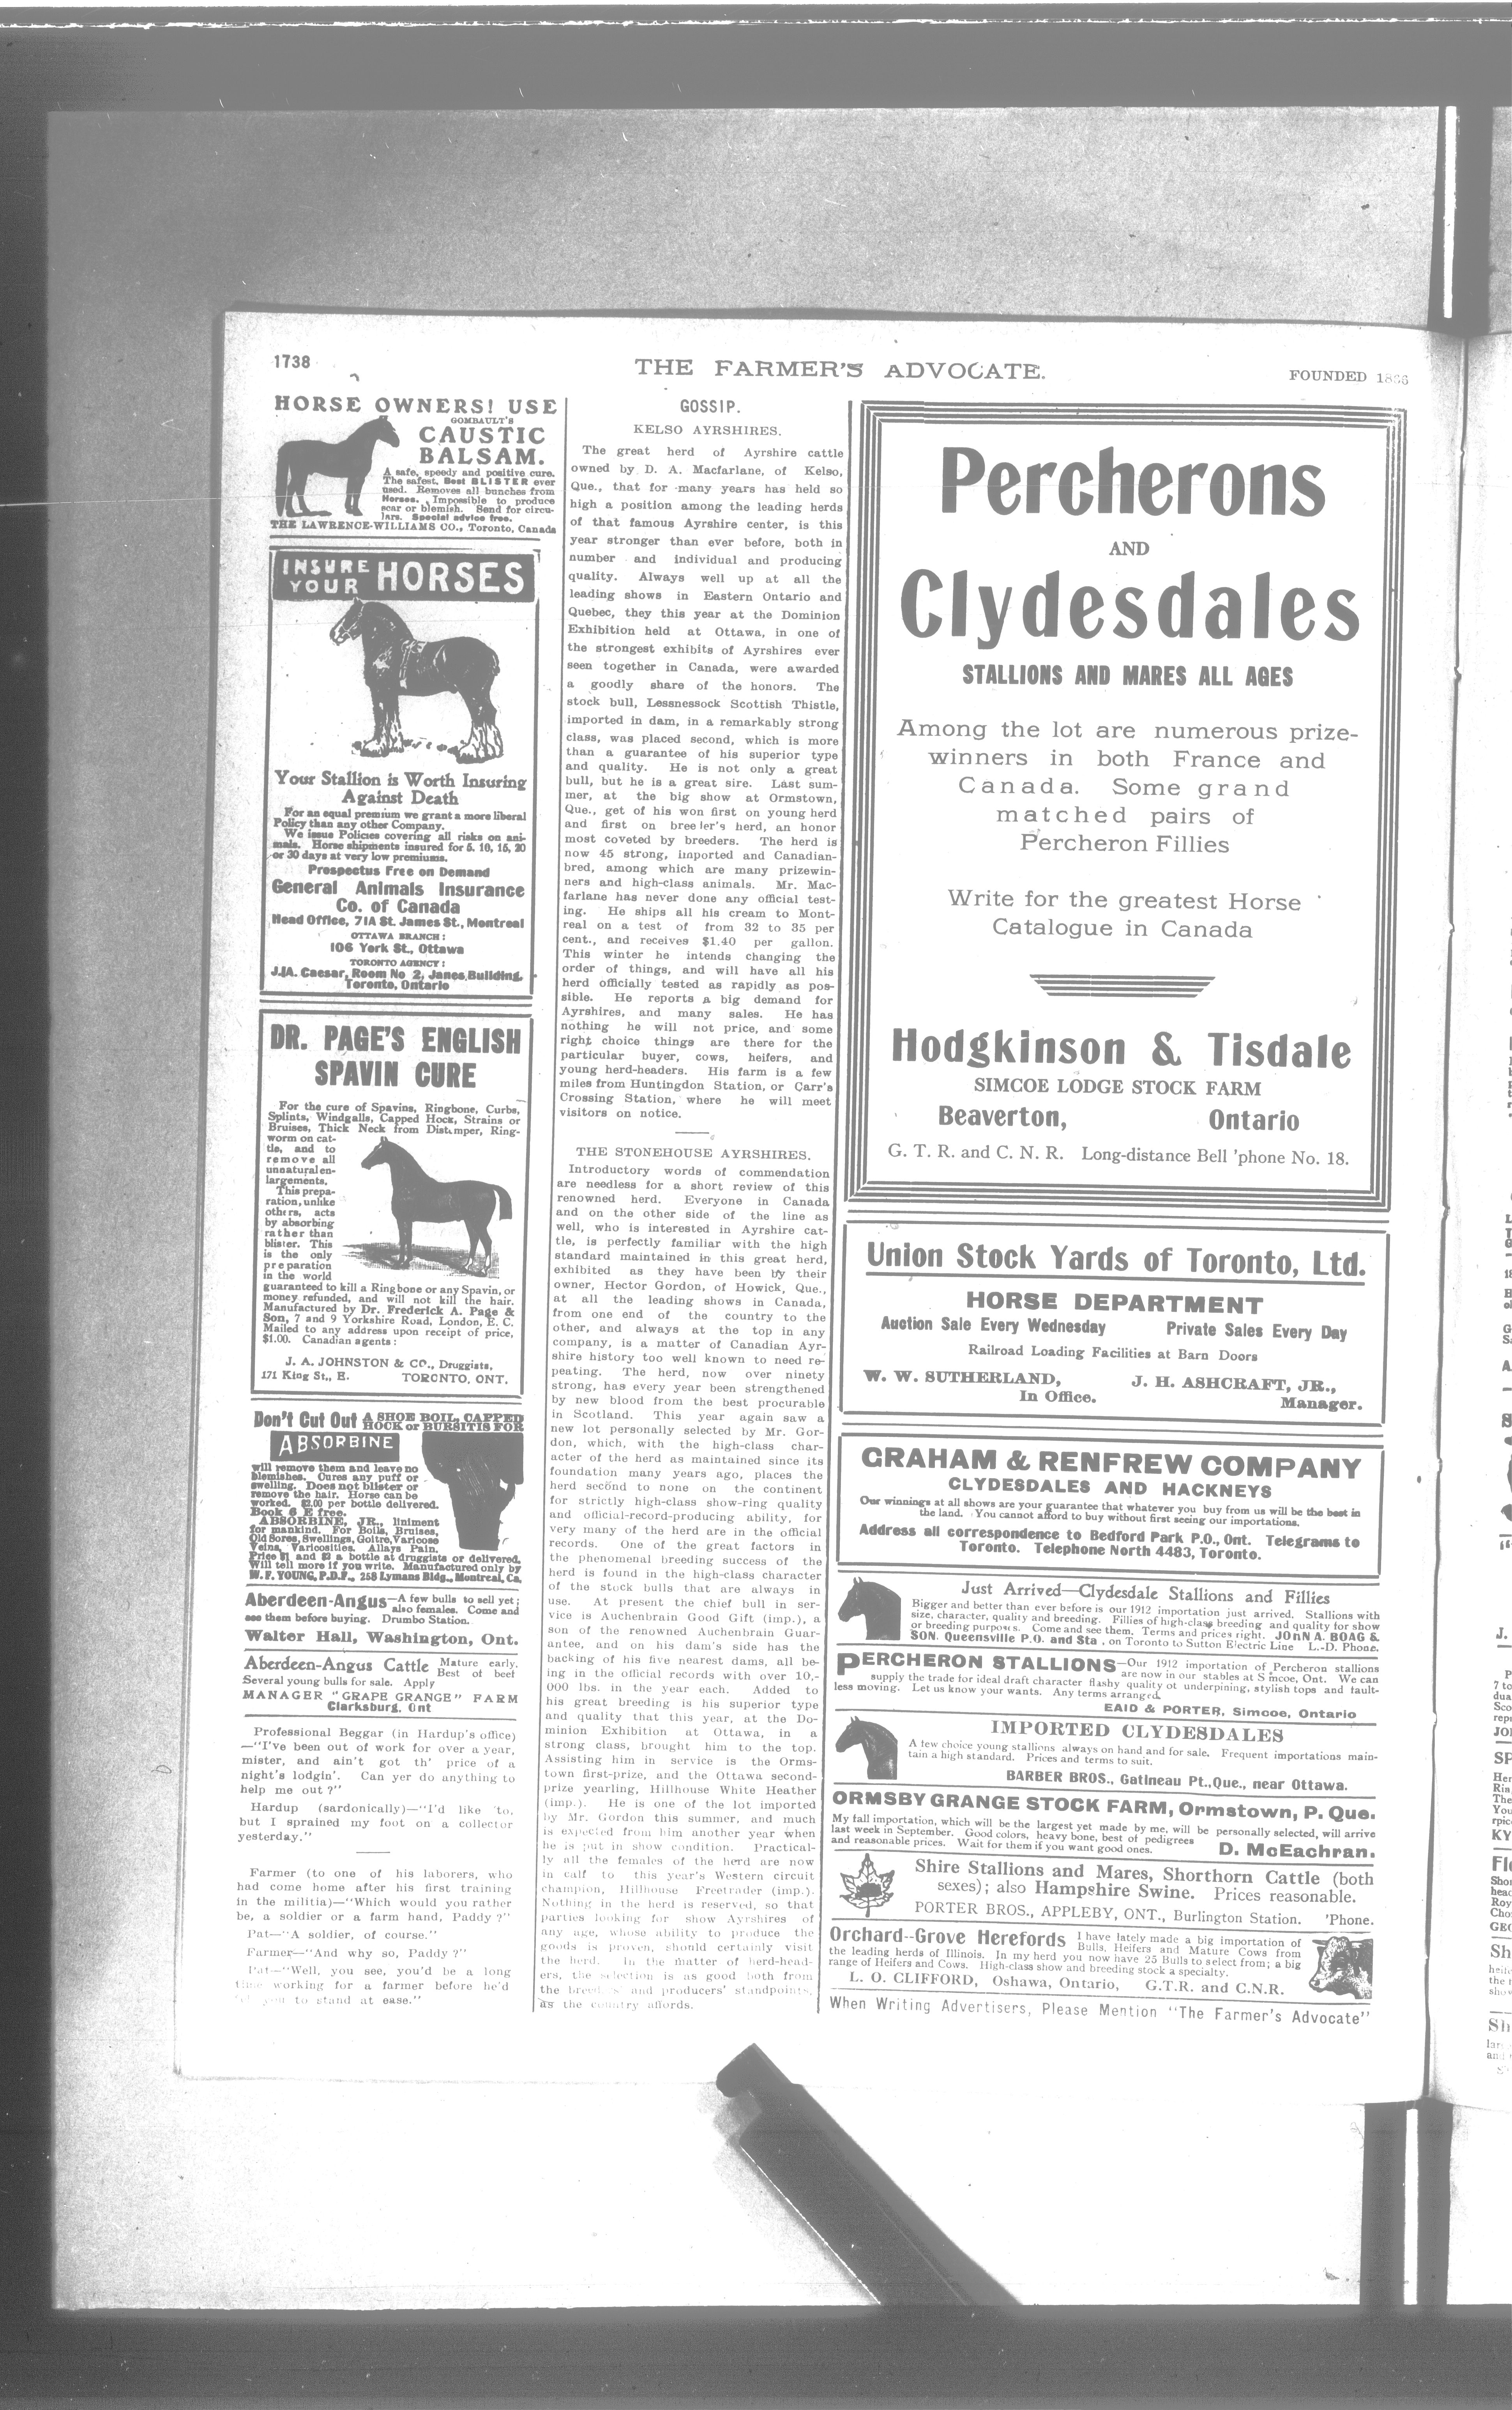 1738
THE FARMER'S ADVOCATE.
FOUNDED 1866
HORSE OWNERS! USE
GOMBAULT'S
CAUSTIC
BALSAM.
A safe, speedy and positive cure.
The safest, Best BLISTER ever
used. Removes all bunches from
Horses. Impossible to produce
scar or blemish. Send for circu-
lars. Special advice free.
THE LAWRENCE-WILLIAMS CO., Toronto, Canada
INSURE
YOUR HORSES
Your Stallion is Worth Insuring
Against Death
For an equal premium we grant a more liberal
Policy than any other Company.
We issue Policies covering all risks on ani-
mals. Horse shipments insured for 5, 10, 15, 20
or 30 days at very low premiums.
Prospectus Free on Demand
General Animals Insurance
Co. of Canada
Head Office, 71A St. James St., Montreal
OTTAWA BRANCH:
106 York St., Ottawa
TORONTO AGENCY:
J.A. Caesar, Room No 2, Janes Building,
Toronto, Ontario
DR. PAGE'S ENGLISH
SPAVIN CURE
For the cure of Spavins, Ringbone, Curbs,
Splints, Windgalls, Capped Hock, Strains or
Bruises, Thick Neck from Distemper, Ring-
worm on cat-
tle, and to
remove all
unnatural en-
largements.
This prepa-
ration, unlike
others, acts
by absorbing
rather than
blister. This
is the only
preparation
in the world
guaranteed to kill a Ringbone or any Spavin, or
money refunded, and will not kill the hair.
Manufactured by Dr. Frederick A. Page &
Son, 7 and 9 Yorkshire Road, London, E. C.
Mailed to any address upon receipt of price,
$1.00. Canadian agents:
J. A. JOHNSTON & CO., Druggists,
171 King St., E. TORONTO, ONT.
Don't Cut Out A SHOE BOIL, CAPPED
HOCK or BURSITIS FOR
ABSORBINE
will remove them and leave no
blemishes. Cures any puff or
swelling. Does not blister or
remove the hair. Horse can be
worked. $2.00 per bottle delivered.
Book 6 E free.
ABSORBINE, JR., liniment
for mankind. For Boils, Bruises,
Old Sores, Swellings, Goitre, Varicose
Veins, Varicosities. Allays Pain.
Price $1 and $2 a bottle at druggists or delivered.
Will tell more if you write. Manufactured only by
W. F. YOUNG, P.D.F., 258 Lymans Bldg., Montreal, Ca.
Aberdeen-Angus—A few bulls to sell yet;
also females. Come and
see them before buying. Drumbo Station.
Walter Hall, Washington, Ont.
Aberdeen-Angus Cattle Mature early.
Best of beef
Several young bulls for sale. Apply
MANAGER "GRAPE GRANGE" FARM
Clarksburg, Ont
Professional Beggar (in Hardup's office)
—"I've been out of work for over a year,
mister, and ain't got th' price of a
night's lodgin'. Can yer do anything to
help me out?"
Hardup (sardonically)—"I'd like to,
but I sprained my foot on a collector
yesterday."
Farmer (to one of his laborers, who
had come home after his first training
in the militia)—"Which would you rather
be, a soldier or a farm hand, Paddy?"
Pat—"A soldier, of course."
Farmer—"And why so, Paddy?"
Pat—"Well, you see, you'd be a long
time working for a farmer before he'd
you to stand at ease."
GOSSIP.
KELSO AYRSHIRES.
The great herd of Ayrshire cattle
owned by D. A. Macfarlane, of Kelso,
Que., that for many years has held so
high a position among the leading herds
of that famous Ayrshire center, is this
year stronger than ever before, both in
number and individual and producing
quality. Always well up at all the
leading shows in Eastern Ontario and
Quebec, they this year at the Dominion
Exhibition held at Ottawa, in one of
the strongest exhibits of Ayrshires ever
seen together in Canada, were awarded
a goodly share of the honors. The
stock bull, Lessnessock Scottish Thistle,
imported in dam, in a remarkably strong
class, was placed second, which is more
than a guarantee of his superior type
and quality. He is not only a great
bull, but he is a great sire. Last sum-
mer, at the big show at Ormstown,
Que., get of his won first on young herd
and first on breeder's herd, an honor
most coveted by breeders. The herd is
now 45 strong, imported and Canadian-
bred, among which are many prizewin-
ners and high-class animals. Mr. Mac-
farlane has never done any official test-
ing. He ships all his cream to Mont-
real on a test of from 32 to 35 per
cent., and receives $1.40 per gallon.
This winter he intends changing the
order of things, and will have all his
herd officially tested as rapidly as pos-
sible. He reports a big demand for
Ayrshires, and many sales. He has
nothing he will not price, and some
right choice things are there for the
particular buyer, cows, heifers, and
young herd-headers. His farm is a few
miles from Huntingdon Station, or Carr's
Crossing Station, where he will meet
visitors on notice.
THE STONEHOUSE AYRSHIRES.
Introductory words of commendation
are needless for a short review of this
renowned herd. Everyone in Canada
and on the other side of the line as
well, who is interested in Ayrshire cat-
tle, is perfectly familiar with the high
standard maintained in this great herd,
exhibited as they have been by their
owner, Hector Gordon, of Howick, Que.,
at all the leading shows in Canada,
from one end of the country to the
other, and always at the top in any
company, is a matter of Canadian Ayr-
shire history too well known to need re-
peating. The herd, now over ninety
strong, has every year been strengthened
by new blood from the best procurable
in Scotland. This year again saw a
new lot personally selected by Mr. Gor-
don, which, with the high-class char-
acter of the herd as maintained since its
foundation many years ago, places the
herd second to none on the continent
for strictly high-class show-ring quality
and official-record-producing ability, for
very many of the herd are in the official
records. One of the great factors in
the phenomenal breeding success of the
herd is found in the high-class character
of the stock bulls that are always in
use. At present the chief bull in ser-
vice is Auchenbrain Good Gift (imp.), a
son of the renowned Auchenbrain Guar-
antee, and on his dam's side has the
backing of his five nearest dams, all be-
ing in the official records with over 10,-
000 lbs. in the year each. Added to
his great breeding is his superior type
and quality that this year, at the Do-
minion Exhibition at Ottawa, in a
strong class, brought him to the top.
Assisting him in service is the Orms-
town first-prize, and the Ottawa second-
prize yearling, Hillhouse White Heather
(imp.). He is one of the lot imported
by Mr. Gordon this summer, and much
is expected from him another year when
he is put in show condition. Practical-
ly all the females of the herd are now
in calf to this year's Western circuit
champion, Hillhouse Freetrader (imp.).
Nothing in the herd is reserved, so that
parties looking for show Ayrshires of
any age, whose ability to produce the
goods is proven, should certainly visit
the herd. In the matter of herd-head-
ers, the selection is as good both from
the breeders and producers' standpoints,
as the country affords.
Percherons
AND
Clydesdales
STALLIONS AND MARES ALL AGES
Among the lot are numerous prize-
winners in both France and
Canada. Some grand
matched pairs of
Percheron Fillies
Write for the greatest Horse
Catalogue in Canada
Hodgkinson & Tisdale
SIMCOE LODGE STOCK FARM
Beaverton, Ontario
G. T. R. and C. N. R. Long-distance Bell 'phone No. 18.
Union Stock Yards of Toronto, Ltd.
HORSE DEPARTMENT
Auction Sale Every Wednesday Private Sales Every Day
Railroad Loading Facilities at Barn Doors
W. W. SUTHERLAND, J. H. ASHCRAFT, JR.,
In Office. Manager.
GRAHAM & RENFREW COMPANY
CLYDESDALES AND HACKNEYS
Our winnings at all shows are your guarantee that whatever you buy from us will be the best in
the land. You cannot afford to buy without first seeing our importations.
Address all correspondence to Bedford Park P.O., Ont. Telegrams to
Toronto. Telephone North 4483, Toronto.
Just Arrived—Clydesdale Stallions and Fillies
Bigger and better than ever before is our 1912 importation just arrived. Stallions with
size, character, quality and breeding. Fillies of high-class breeding and quality for show
or breeding purposes. Come and see them. Terms and prices right. JOHN A. BOAG &
SON, Queensville P.O. and Sta., on Toronto to Sutton Electric Line L.-D. Phone.
PERCHERON STALLIONS—Our 1912 importation of Percheron stallions
are now in our stables at Simcoe, Ont. We can
supply the trade for ideal draft character flashy quality of underpining, stylish tops and fault-
less moving. Let us know your wants. Any terms arranged.
EAID & PORTER, Simcoe, Ontario
IMPORTED CLYDESDALES
A few choice young stallions always on hand and for sale. Frequent importations main-
tain a high standard. Prices and terms to suit.
BARBER BROS., Gatineau Pt., Que., near Ottawa.
ORMSBY GRANGE STOCK FARM, Ormstown, P. Que.
My fall importation, which will be the largest yet made by me, will be personally selected, will arrive
last week in September. Good colors, heavy bone, best of pedigrees
and reasonable prices. Wait for them if you want good ones. D. McEachran.
Shire Stallions and Mares, Shorthorn Cattle (both
sexes); also Hampshire Swine. Prices reasonable.
PORTER BROS., APPLEBY, ONT., Burlington Station. 'Phone.
Orchard--Grove Herefords I have lately made a big importation of
Bulls, Heifers and Mature Cows from
the leading herds of Illinois. In my herd you now have 25 Bulls to select from; a big
range of Heifers and Cows. High-class show and breeding stock a specialty.
L. O. CLIFFORD, Oshawa, Ontario, G.T.R. and C.N.R.
When Writing Advertisers, Please Mention "The Farmer's Advocate"